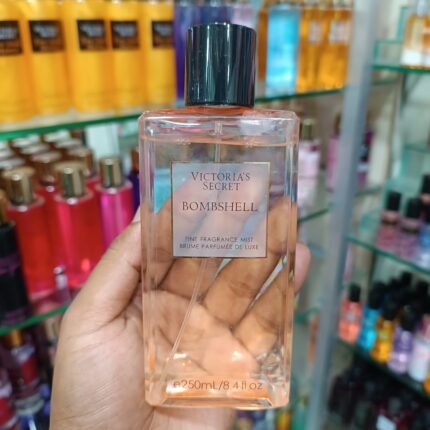 VICTORIA'S
SECRET
BOMBSHELL
FINE FRAGRANCE MIST
BRUME PARFUMÉE DE LUXE
℮250mL/8.4 fl oz